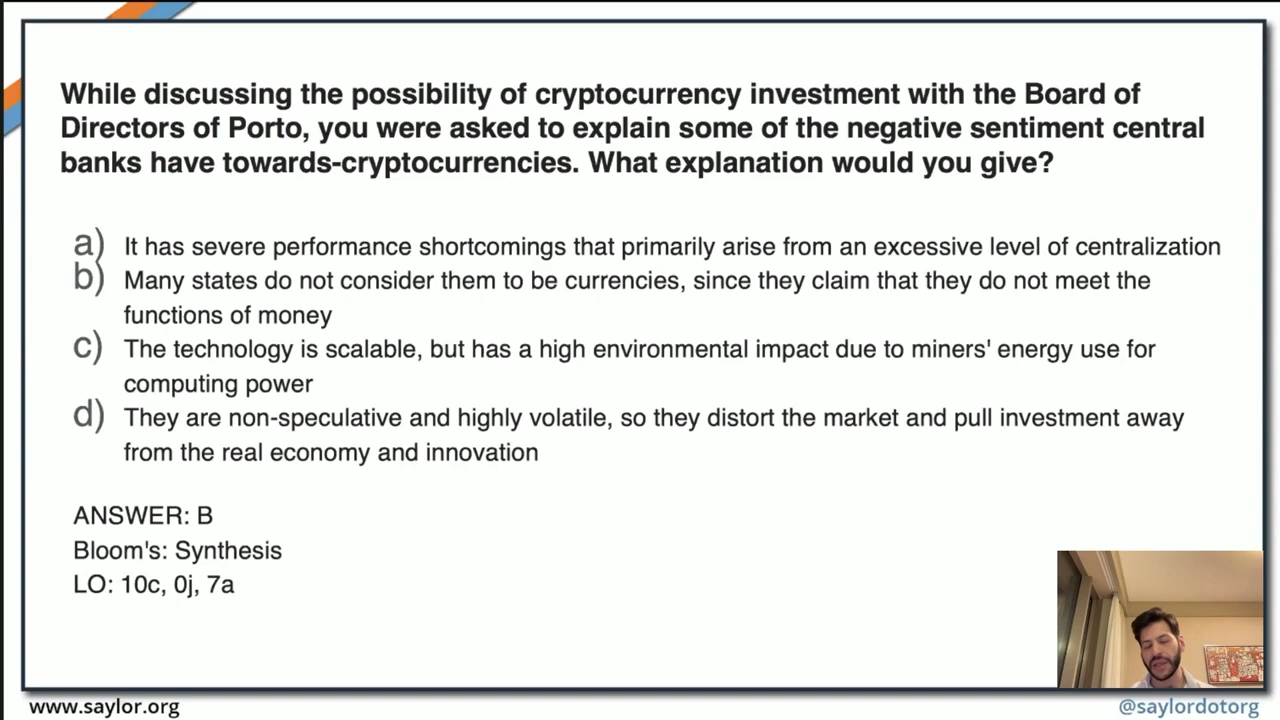 While discussing the possibility of cryptocurrency investment with the Board of
Directors of Porto, you were asked to explain some of the negative sentiment central
banks have towards-cryptocurrencies. What explanation would you give?
a) It has severe performance shortcomings that primarily arise from an excessive level of centralization
b) Many states do not consider them to be currencies, since they claim that they do not meet the
functions of money
c) The technology is scalable, but has a high environmental impact due to miners' energy use for
computing power
d) They are non-speculative and highly volatile, so they distort the market and pull investment away
from the real economy and innovation
ANSWER: B
Bloom's: Synthesis
LO: 10c, 0j, 7a
www.saylor.org
@saylordotorg